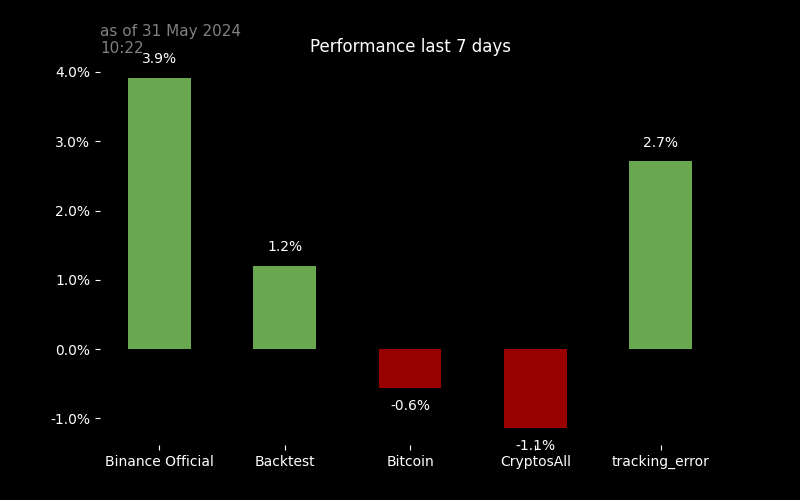 as of 31 May 2024
10:22
Performance last 7 days
3.9%
1.2%
-0.6%
-1.1%
2.7%
4.0%
3.0%
2.0%
1.0%
0.0%
-1.0%
Binance Official
Backtest
Bitcoin
CryptosAll
tracking_error